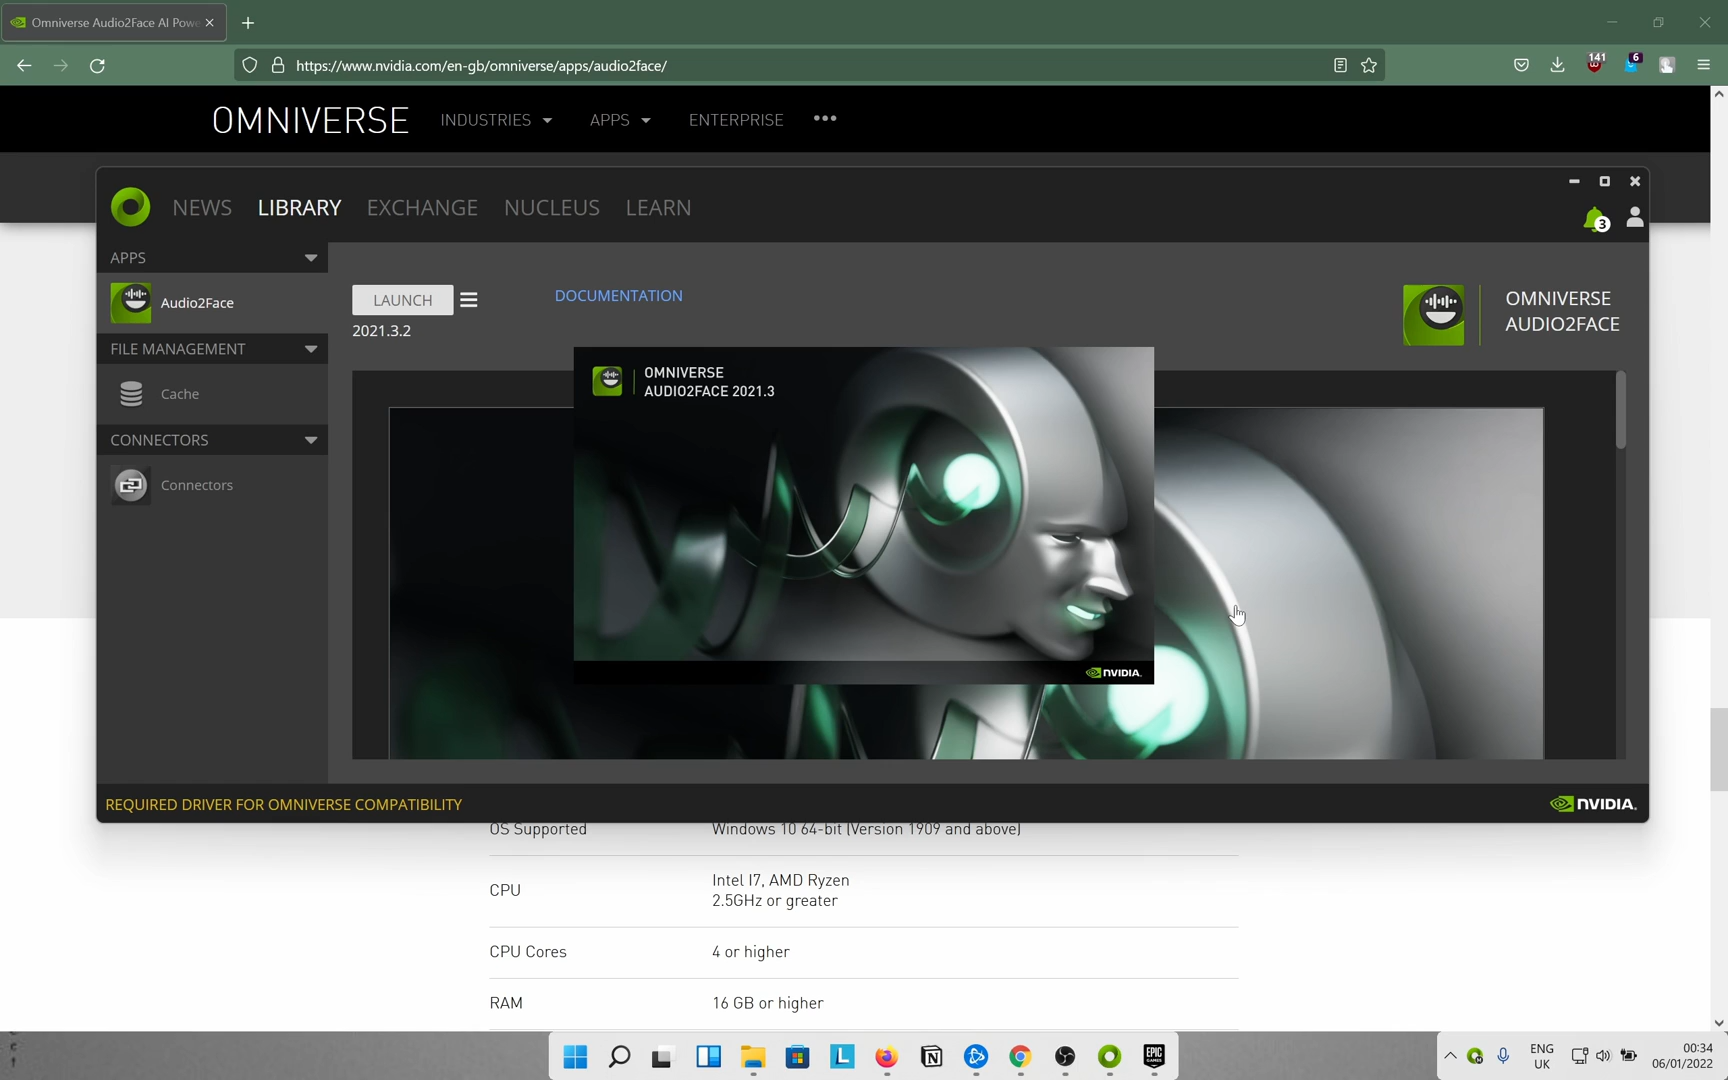 Omniverse Audio2Face AI Pow
https://www.nvidia.com/en-gb/omniverse/apps/audio2face/
141
6
OMNIVERSE
INDUSTRIES
APPS
ENTERPRISE
NEWS
LIBRARY
EXCHANGE
NUCLEUS
LEARN
3
APPS
Audio2Face
FILE MANAGEMENT
Cache
CONNECTORS
Connectors
LAUNCH
2021.3.2
DOCUMENTATION
OMNIVERSE
AUDIO2FACE
OMNIVERSE
AUDIO2FACE 2021.3
NVIDIA.
REQUIRED DRIVER FOR OMNIVERSE COMPATIBILITY
NVIDIA.
OS Supported
Windows 10 64-bit (Version 1909 and above)
CPU
Intel I7, AMD Ryzen
2.5GHz or greater
CPU Cores
4 or higher
RAM
16 GB or higher
L
N
EPIC
GAMES
ENG
UK
00:34
06/01/2022